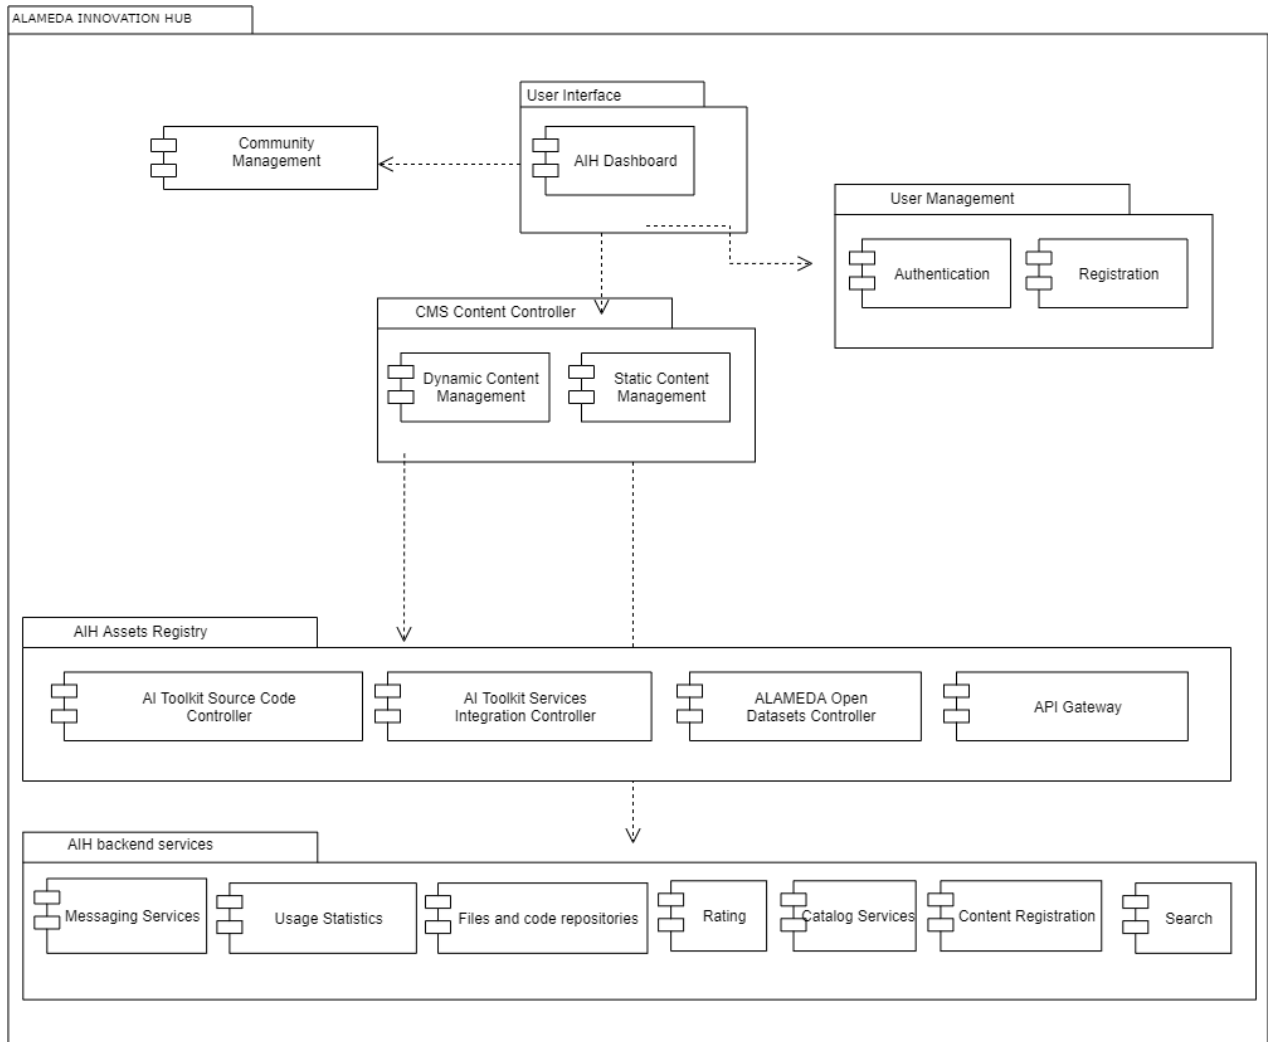 ALAMEDA INNOVATION HUB
User Interface
Community
Management
AIH Dashboard
User Management
Authentication
Registration
CMS Content Controller
Dynamic Content
Management
Static Content
Management
AIH Assets Registry
AI Toolkit Source Code
Controller
AI Toolkit Services
Integration Controller
ALAMEDA Open
Datasets Controller
API Gateway
AIH backend services
Messaging Services
Usage Statistics
Files and code repositories
Rating
Catalog Services
Content Registration
Search